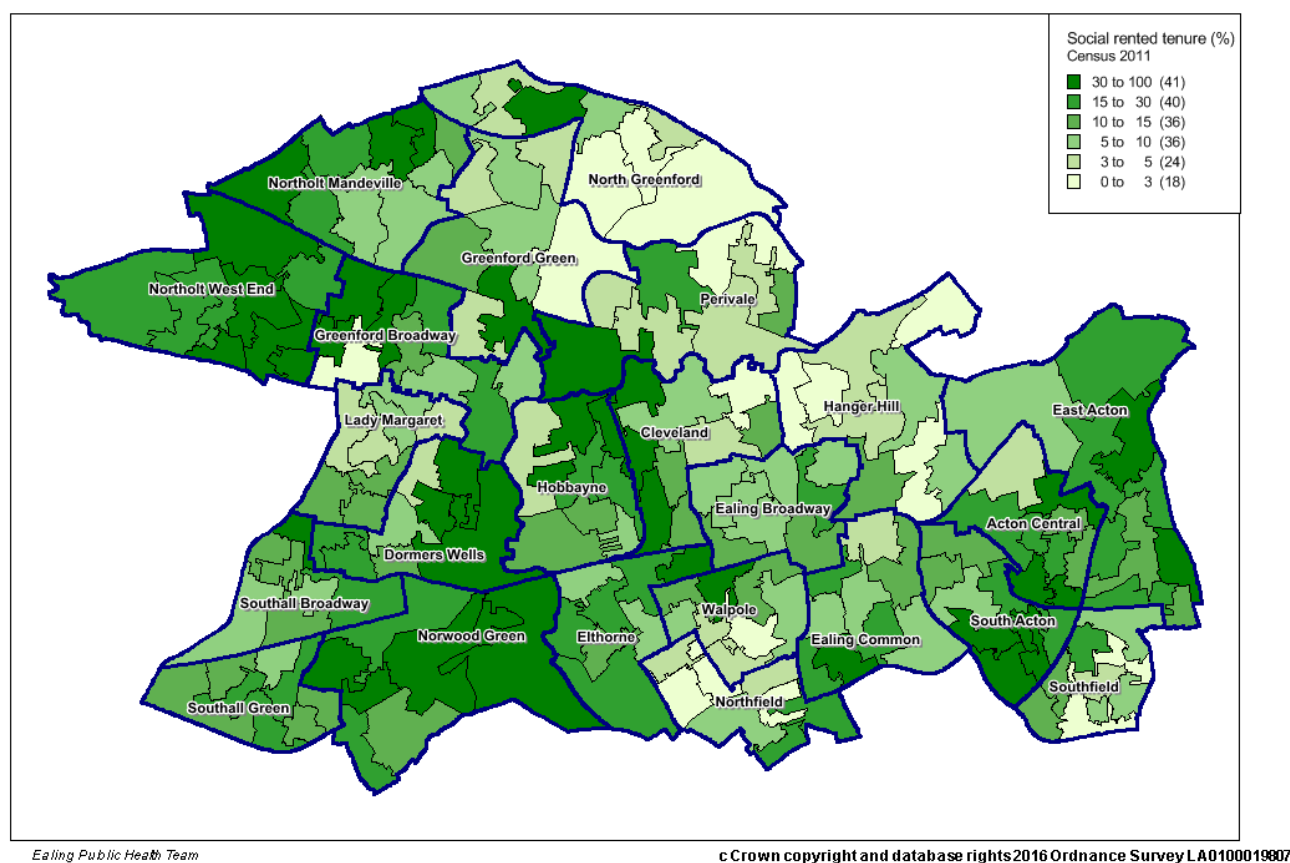 Social rented tenure (%)
Census 2011
30 to 100 (41)
15 to 30 (40)
10 to 15 (36)
5 to 10 (36)
3 to 5 (24)
0 to 3 (18)
North Greenford
Northolt Mandeville
Greenford Green
Northolt West End
Perivale
Greenford Broadway
Hanger Hill
East Acton
Lady Margaret
Cleveland
Hobbayne
Ealing Broadway
Acton Central
Dormers Wells
Southall Broadway
Walpole
South Acton
Norwood Green
Elthorne
Ealing Common
Southfield
Northfield
Southall Green
Ealing Public Health Team
c Crown copyright and database rights 2016 Ordnance Survey LA0100019807